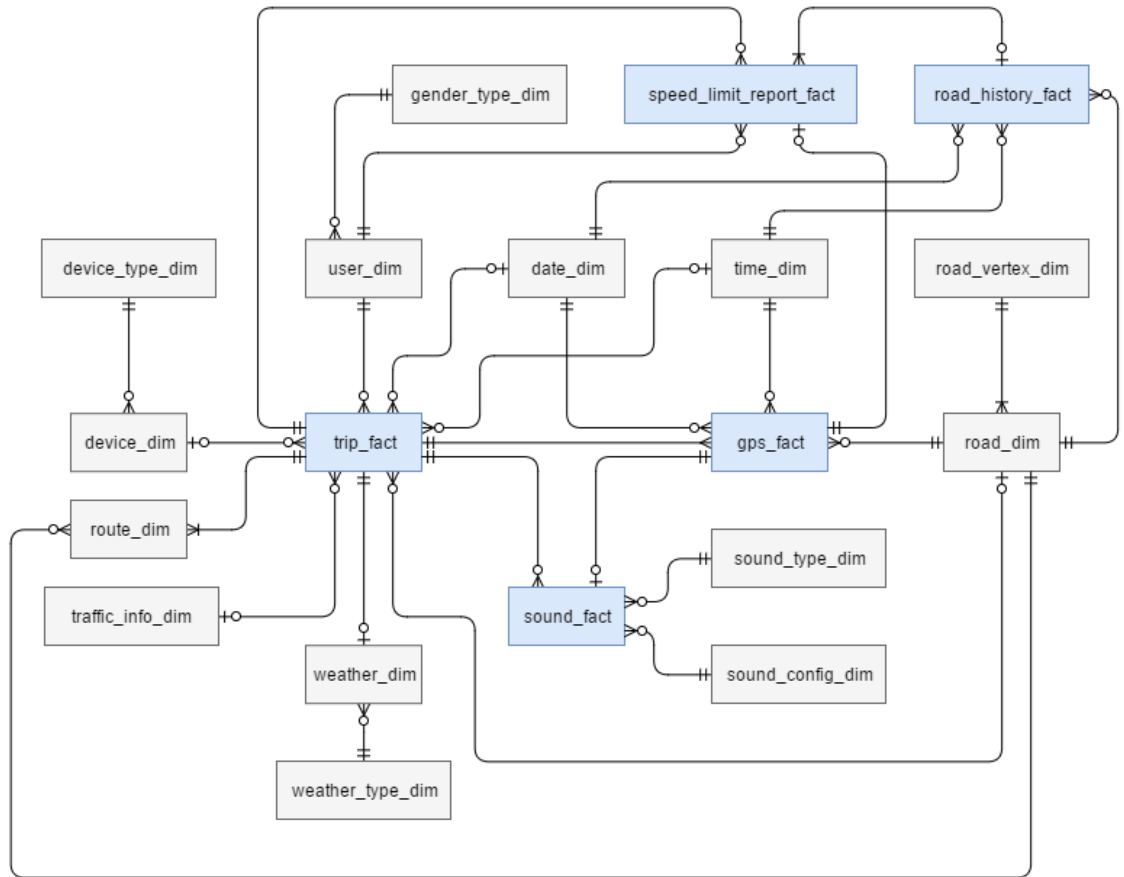 gender_type_dim
speed_limit_report_fact
road_history_fact
device_type_dim
user_dim
date_dim
time_dim
road_vertex_dim
device_dim
trip_fact
gps_fact
road_dim
route_dim
sound_type_dim
traffic_info_dim
sound_fact
weather_dim
sound_config_dim
weather_type_dim